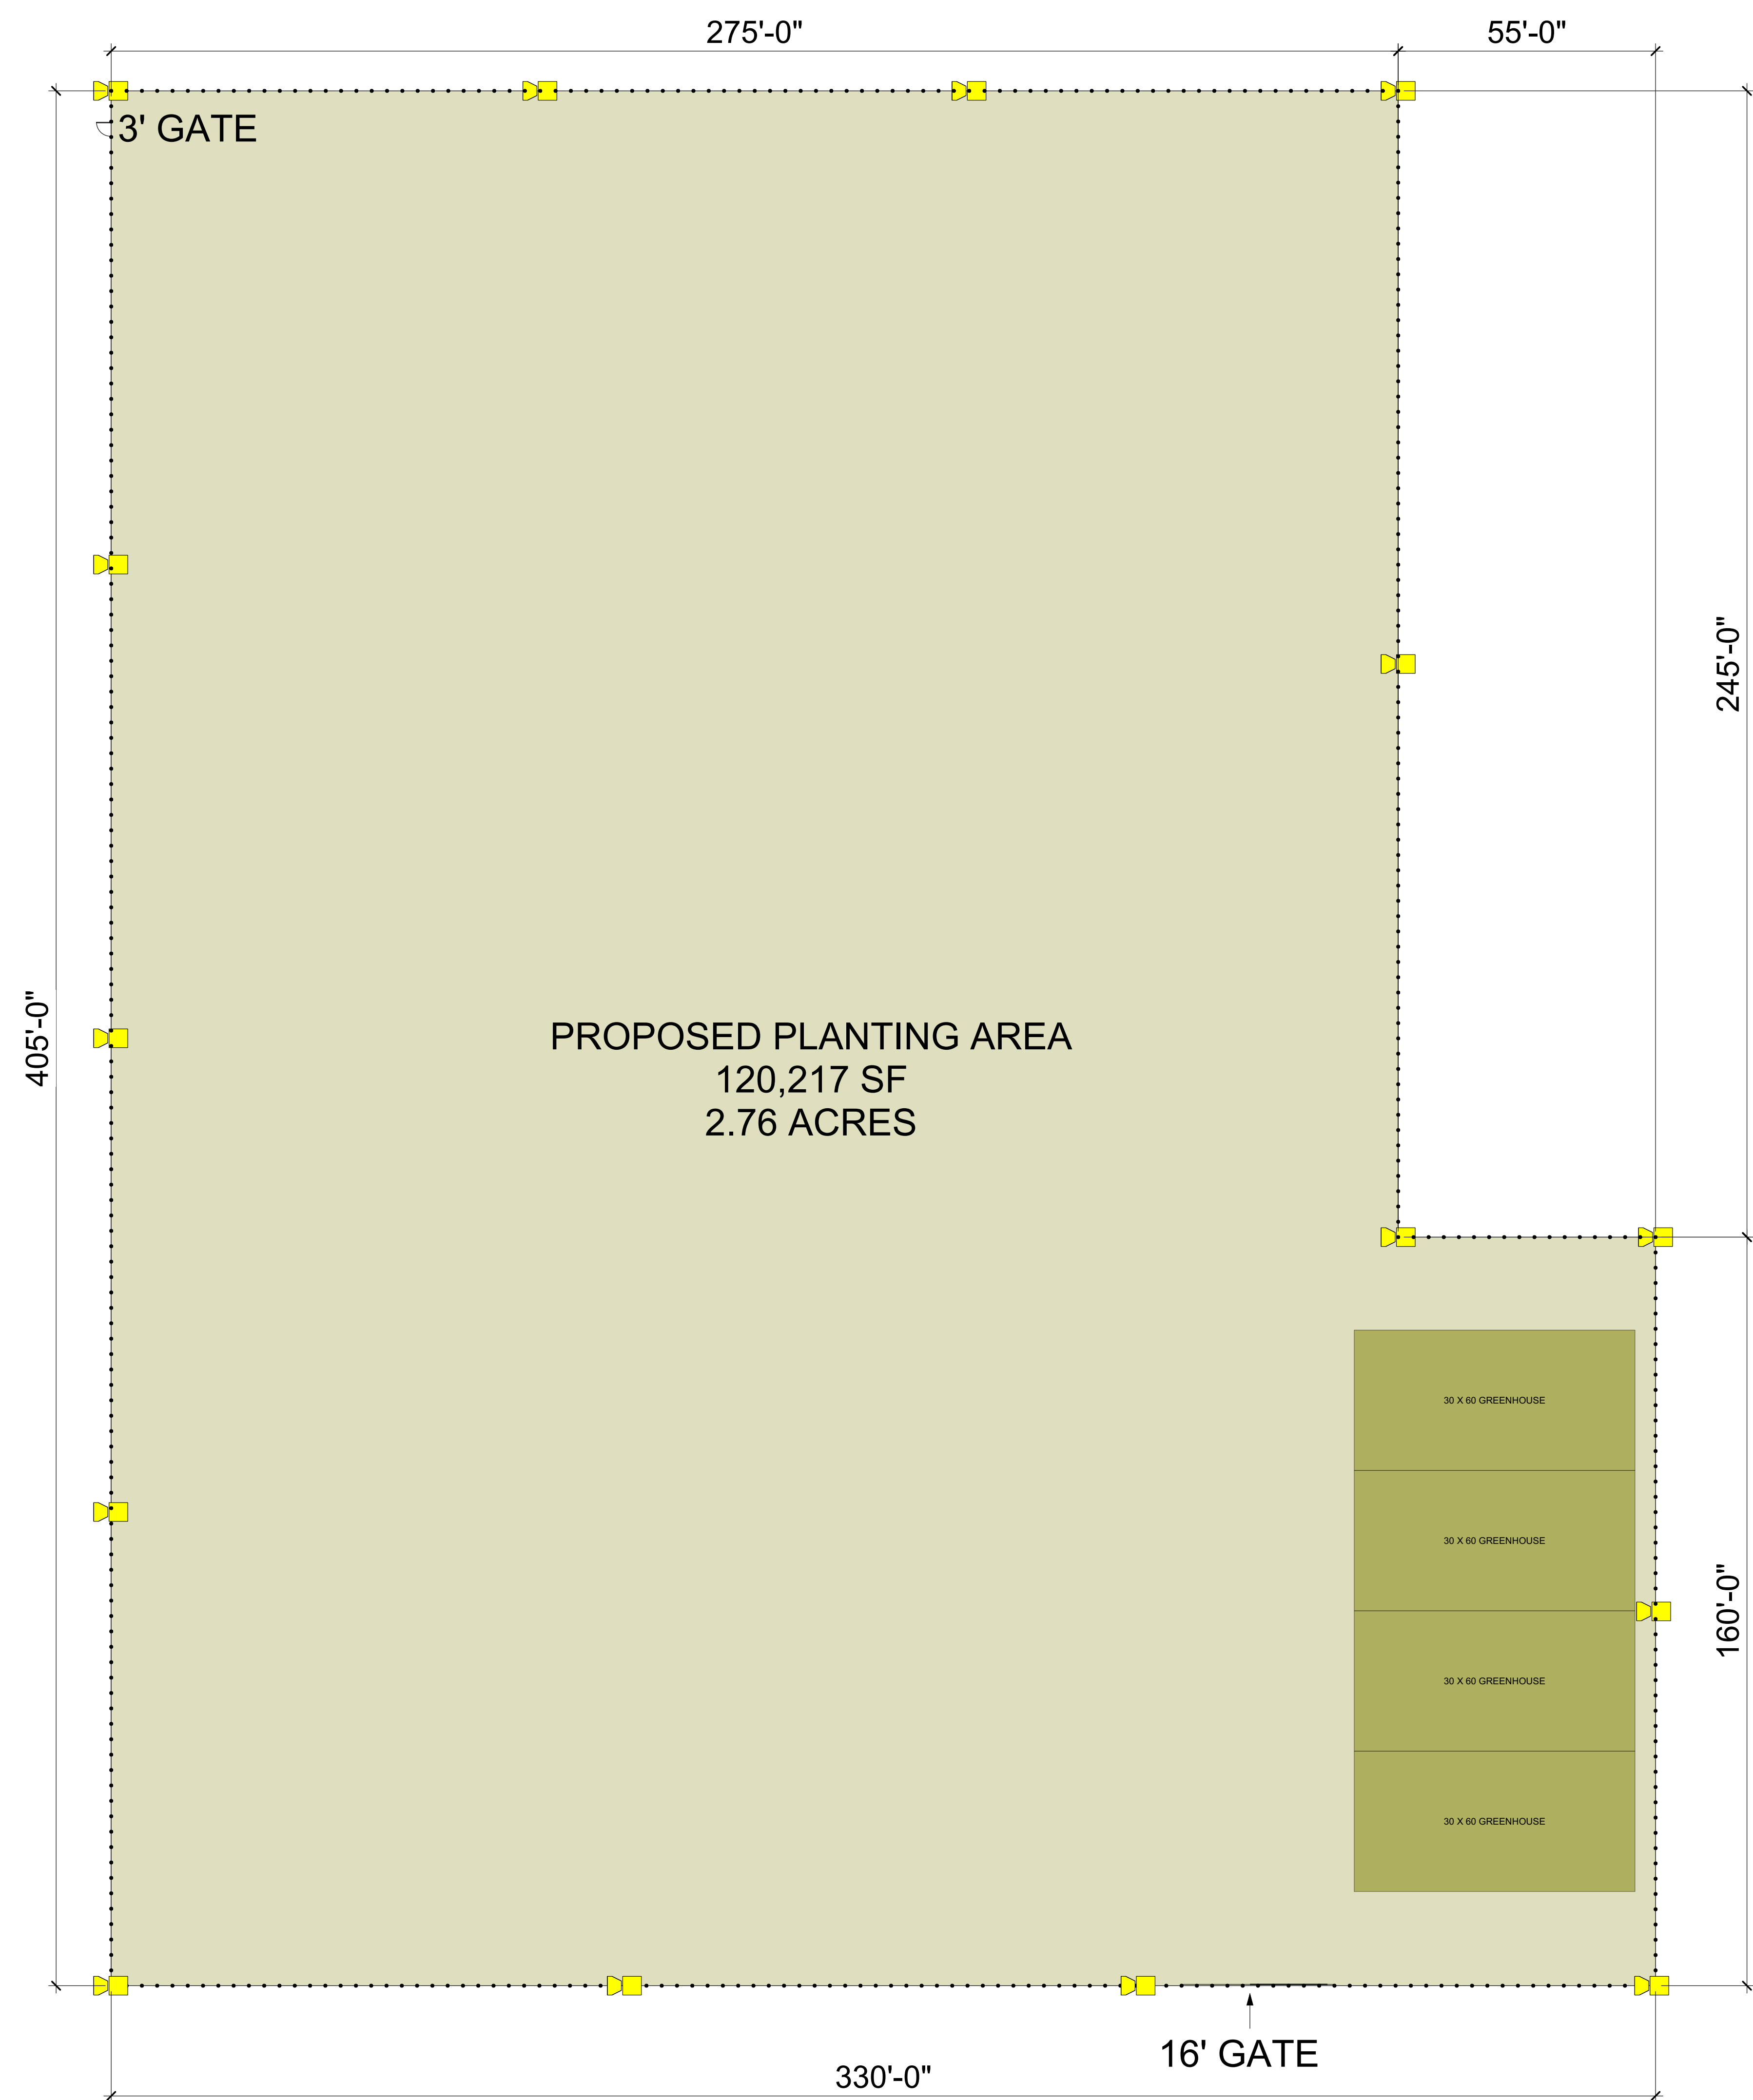 275'-0"
55'-0"
3' GATE
245'-0"
405'-0"
PROPOSED PLANTING AREA
120,217 SF
2.76 ACRES
30 X 60 GREENHOUSE
30 X 60 GREENHOUSE
160'-0"
30 X 60 GREENHOUSE
30 X 60 GREENHOUSE
16' GATE
330'-0"